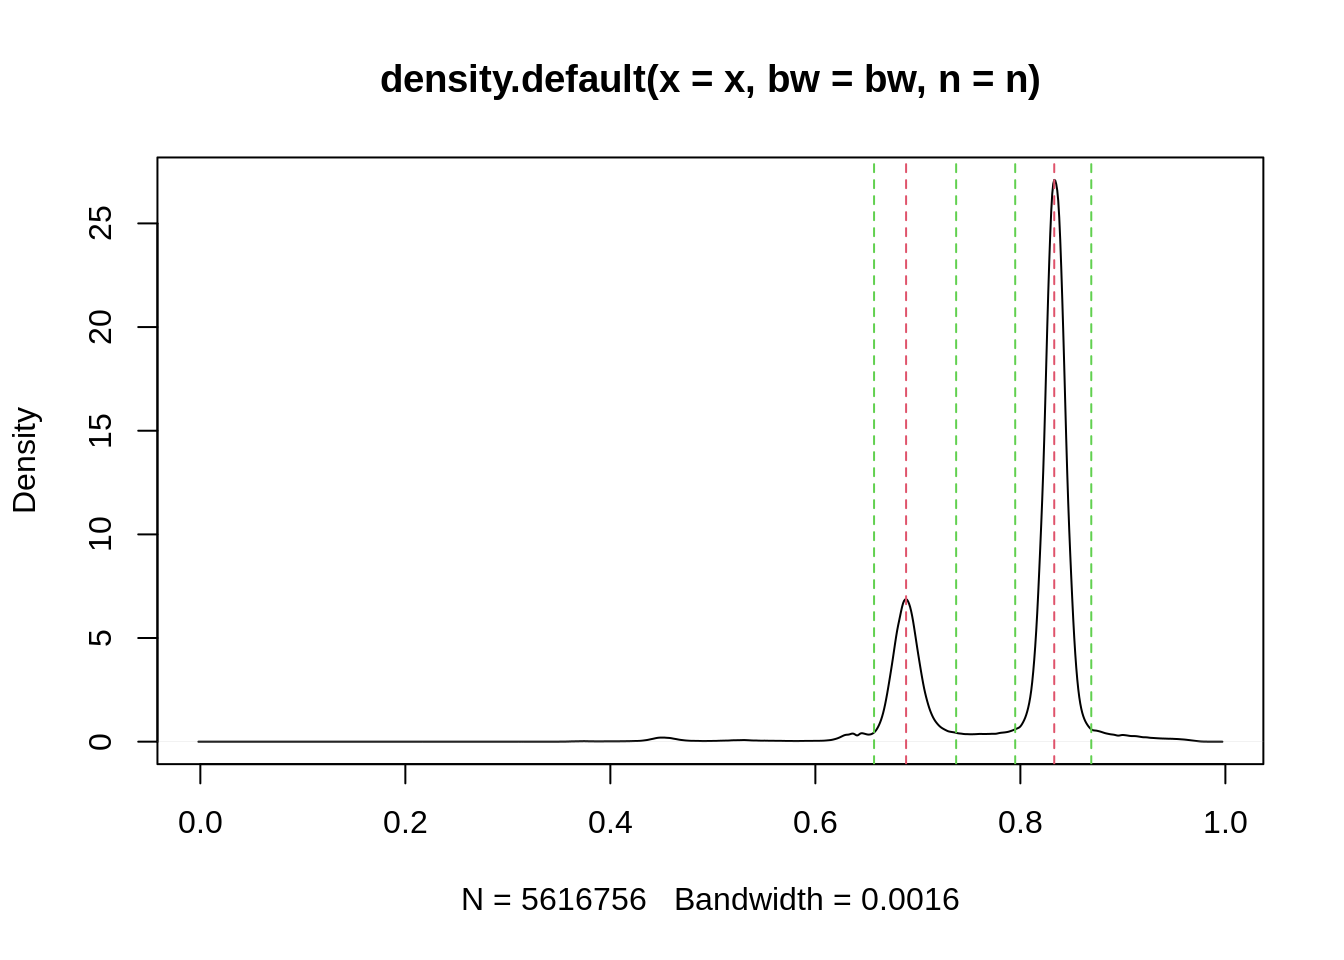 density.default(x = x, bw = bw, n = n)
25
20
15
10
5
0
Density
0.0 0.2 0.4 0.6 0.8 1.0
N = 5616756 Bandwidth = 0.0016